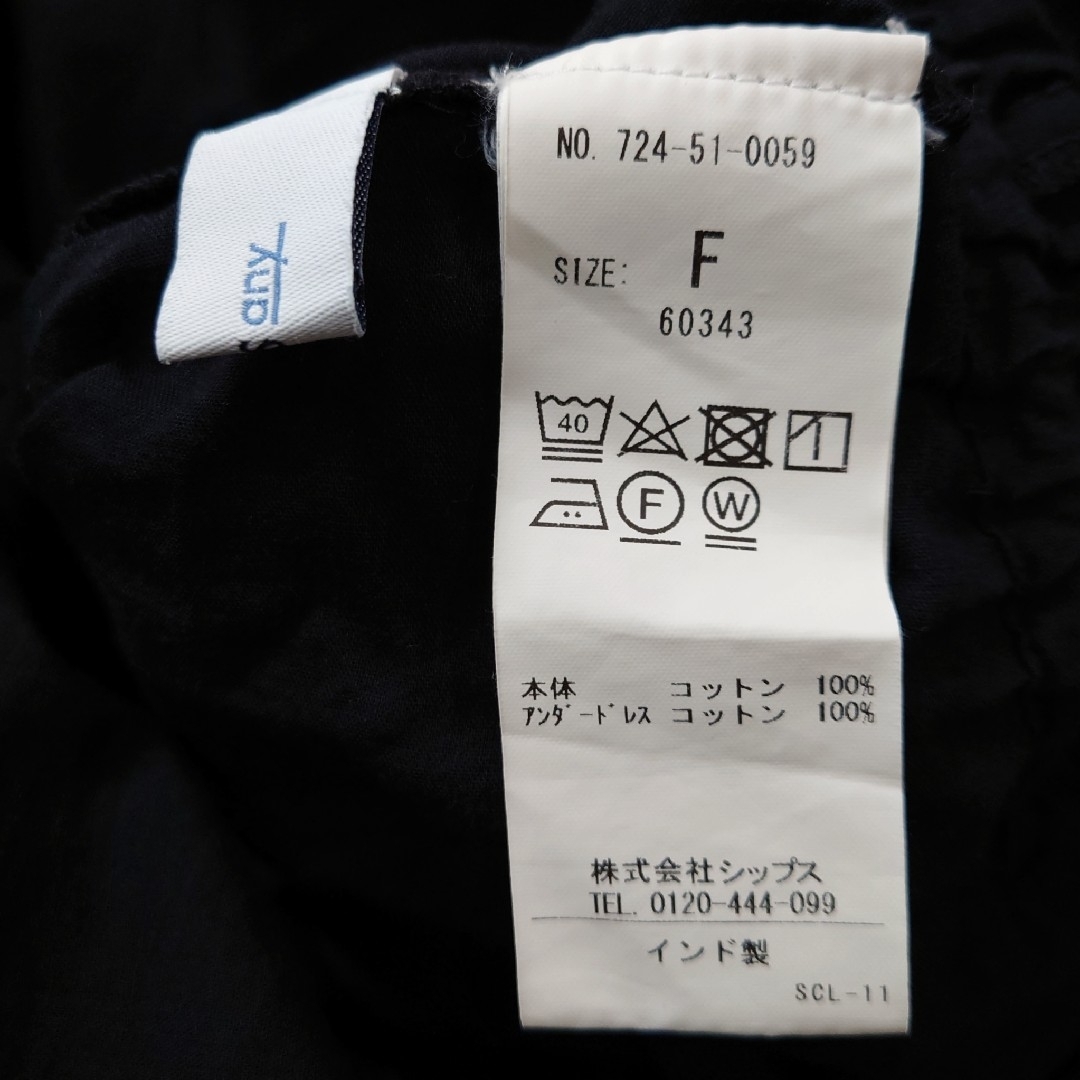 any
NO. 724-51-0059
SIZE: F
60343
40
F W
本体 コットン 100%
アンダードレス コットン 100%
株式会社シップス
TEL. 0120-444-099
インド製
SCL-11